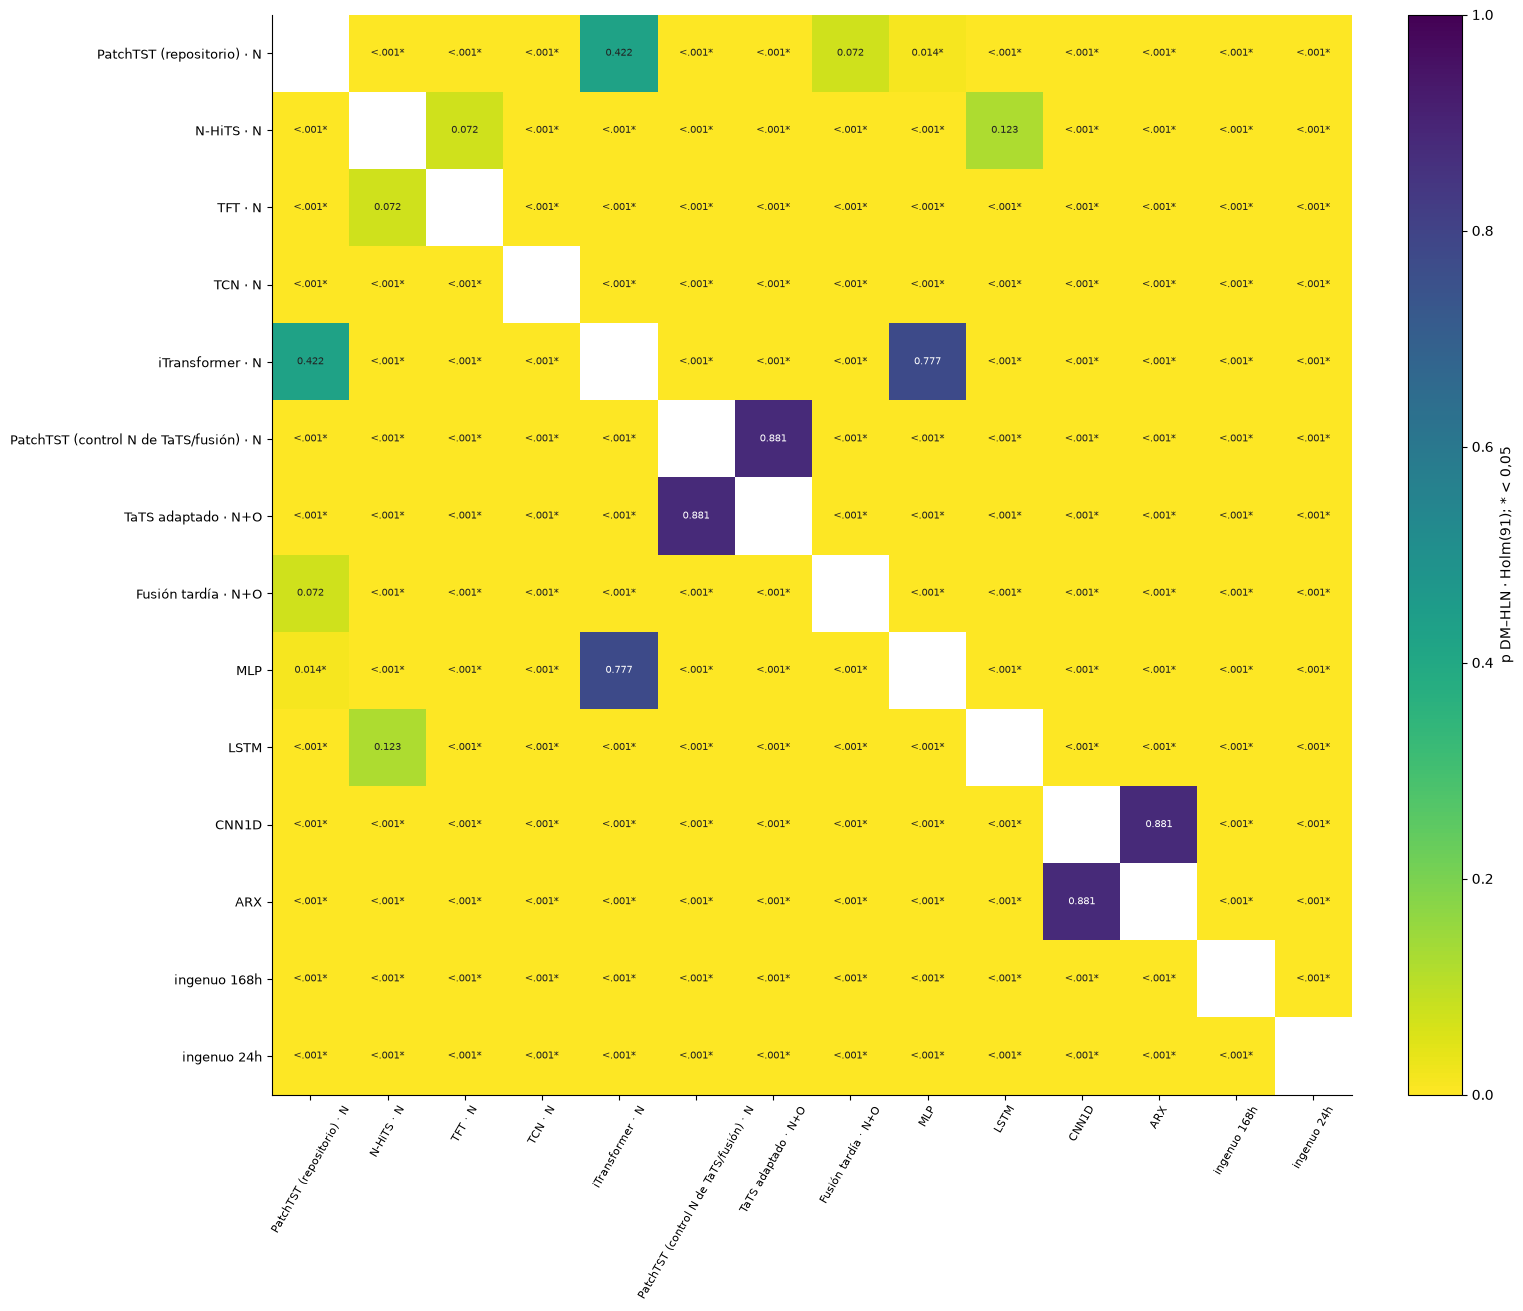 PatchTST (repositorio) · N <.001* <.001* <.001* 0.422 <.001* <.001* 0.072 0.014* <.001* <.001* <.001* <.001* <.001*
N-HiTS · N <.001* 0.072 <.001* <.001* <.001* <.001* <.001* <.001* 0.123 <.001* <.001* <.001* <.001*
TFT · N <.001* 0.072 <.001* <.001* <.001* <.001* <.001* <.001* <.001* <.001* <.001* <.001* <.001*
TCN · N <.001* <.001* <.001* <.001* <.001* <.001* <.001* <.001* <.001* <.001* <.001* <.001* <.001*
iTransformer · N 0.422 <.001* <.001* <.001* <.001* <.001* <.001* 0.777 <.001* <.001* <.001* <.001* <.001*
PatchTST (control N de TaTS/fusión) · N <.001* <.001* <.001* <.001* <.001* 0.881 <.001* <.001* <.001* <.001* <.001* <.001* <.001*
TaTS adaptado · N+O <.001* <.001* <.001* <.001* <.001* 0.881 <.001* <.001* <.001* <.001* <.001* <.001* <.001*
Fusión tardía · N+O 0.072 <.001* <.001* <.001* <.001* <.001* <.001* <.001* <.001* <.001* <.001* <.001* <.001*
MLP 0.014* <.001* <.001* <.001* 0.777 <.001* <.001* <.001* <.001* <.001* <.001* <.001* <.001*
LSTM <.001* 0.123 <.001* <.001* <.001* <.001* <.001* <.001* <.001* <.001* <.001* <.001* <.001*
CNN1D <.001* <.001* <.001* <.001* <.001* <.001* <.001* <.001* <.001* <.001* 0.881 <.001* <.001*
ARX <.001* <.001* <.001* <.001* <.001* <.001* <.001* <.001* <.001* <.001* 0.881 <.001* <.001*
ingenuo 168h <.001* <.001* <.001* <.001* <.001* <.001* <.001* <.001* <.001* <.001* <.001* <.001* <.001*
ingenuo 24h <.001* <.001* <.001* <.001* <.001* <.001* <.001* <.001* <.001* <.001* <.001* <.001* <.001*
PatchTST (repositorio) · N
N-HiTS · N
TFT · N
TCN · N
iTransformer · N
PatchTST (control N de TaTS/fusión) · N
TaTS adaptado · N+O
Fusión tardía · N+O
MLP
LSTM
CNN1D
ARX
ingenuo 168h
ingenuo 24h
1.0
0.8
0.6
0.4
0.2
0.0
p DM–HLN · Holm(91); * < 0,05